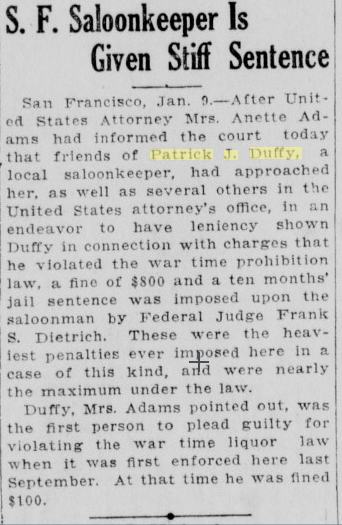 S. F. Saloonkeeper Is
Given Stiff Sentence
San Francisco, Jan. 9.—After Unit-
ed States Attorney Mrs. Anette Ad-
ams had informed the court today
that friends of Patrick J. Duffy, a
local saloonkeeper, had approached
her, as well as several others in the
United States attorney's office, in an
endeavor to have leniency shown
Duffy in connection with charges that
he violated the war time prohibition
law, a fine of $800 and a ten months'
jail sentence was imposed upon the
saloonman by Federal Judge Frank
S. Dietrich. These were the heav-
iest penalties ever imposed here in a
case of this kind, and were nearly
the maximum under the law.
Duffy, Mrs. Adams pointed out, was
the first person to plead guilty for
violating the war time liquor law
when it was first enforced here last
September. At that time he was fined
$100.